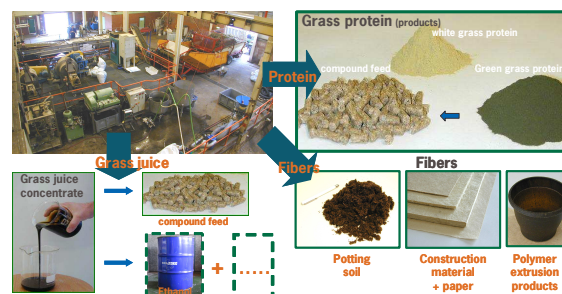 Grass protein (products)
white grass protein
compound feed
Green grass protein
Protein
Grass juice
Fibers
Fibers
Grass juice
concentrate
compound feed
Ethanol
+
......
Potting
soil
Construction
material
+ paper
Polymer
extrusion
products